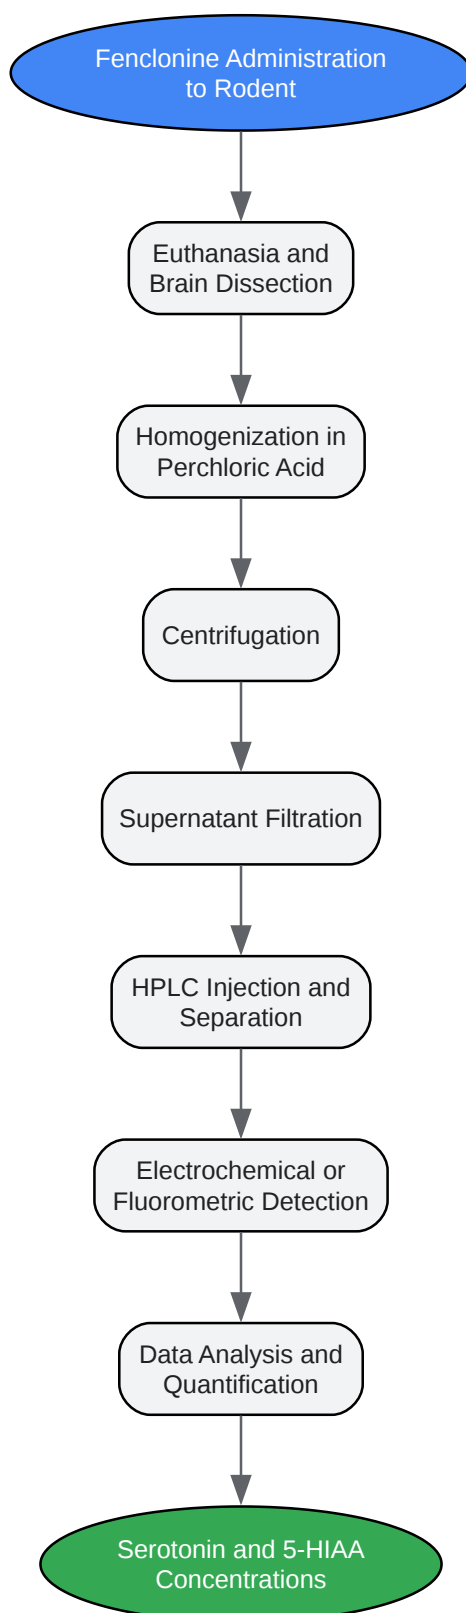 Fenclonine Administration
to Rodent
Euthanasia and
Brain Dissection
Homogenization in
Perchloric Acid
Centrifugation
Supernatant Filtration
HPLC Injection and
Separation
Electrochemical or
Fluorometric Detection
Data Analysis and
Quantification
Serotonin and 5-HIAA
Concentrations